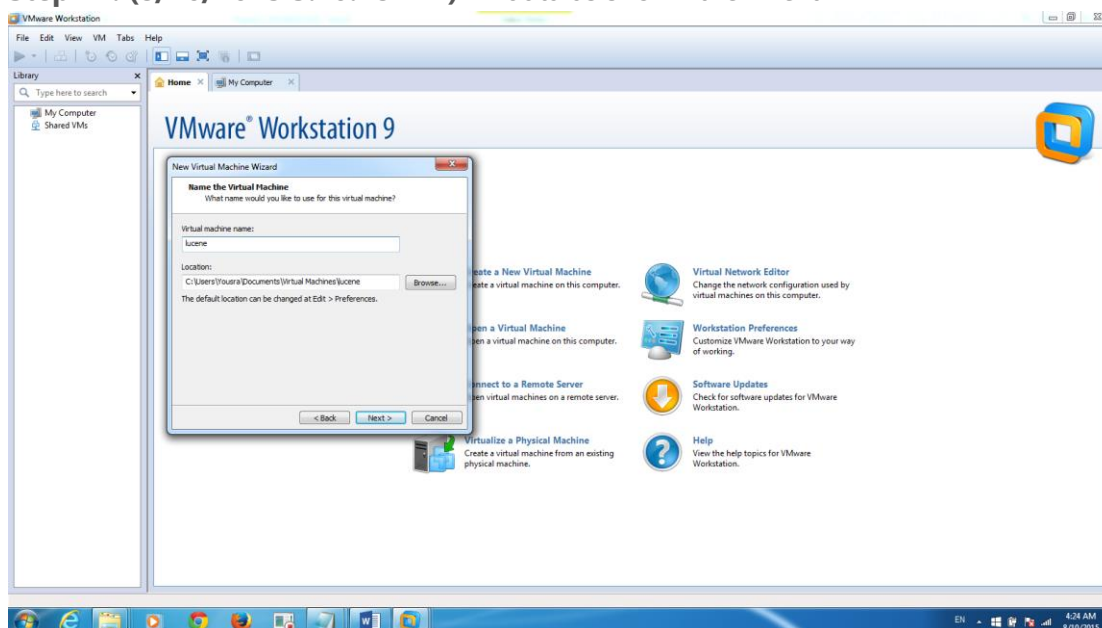 VMware Workstation
File Edit View VM Tabs Help
Library
Type here to search
My Computer
Shared VMs
Home
My Computer
VMware® Workstation 9
New Virtual Machine Wizard
Name the Virtual Machine
What name would you like to use for this virtual machine?
Virtual machine name:
lucene
Location:
C:\Users\Yousra\Documents\Virtual Machines\lucene
Browse...
The default location can be changed at Edit > Preferences.
< Back Next > Cancel
eate a New Virtual Machine
eate a virtual machine on this computer.
pen a Virtual Machine
pen a virtual machine on this computer.
nnect to a Remote Server
pen virtual machines on a remote server.
Virtualize a Physical Machine
Create a virtual machine from an existing
physical machine.
Virtual Network Editor
Change the network configuration used by
virtual machines on this computer.
Workstation Preferences
Customize VMware Workstation to your way
of working.
Software Updates
Check for software updates for VMware
Workstation.
Help
View the help topics for VMware
Workstation.
EN
4:24 AM
8/10/2015